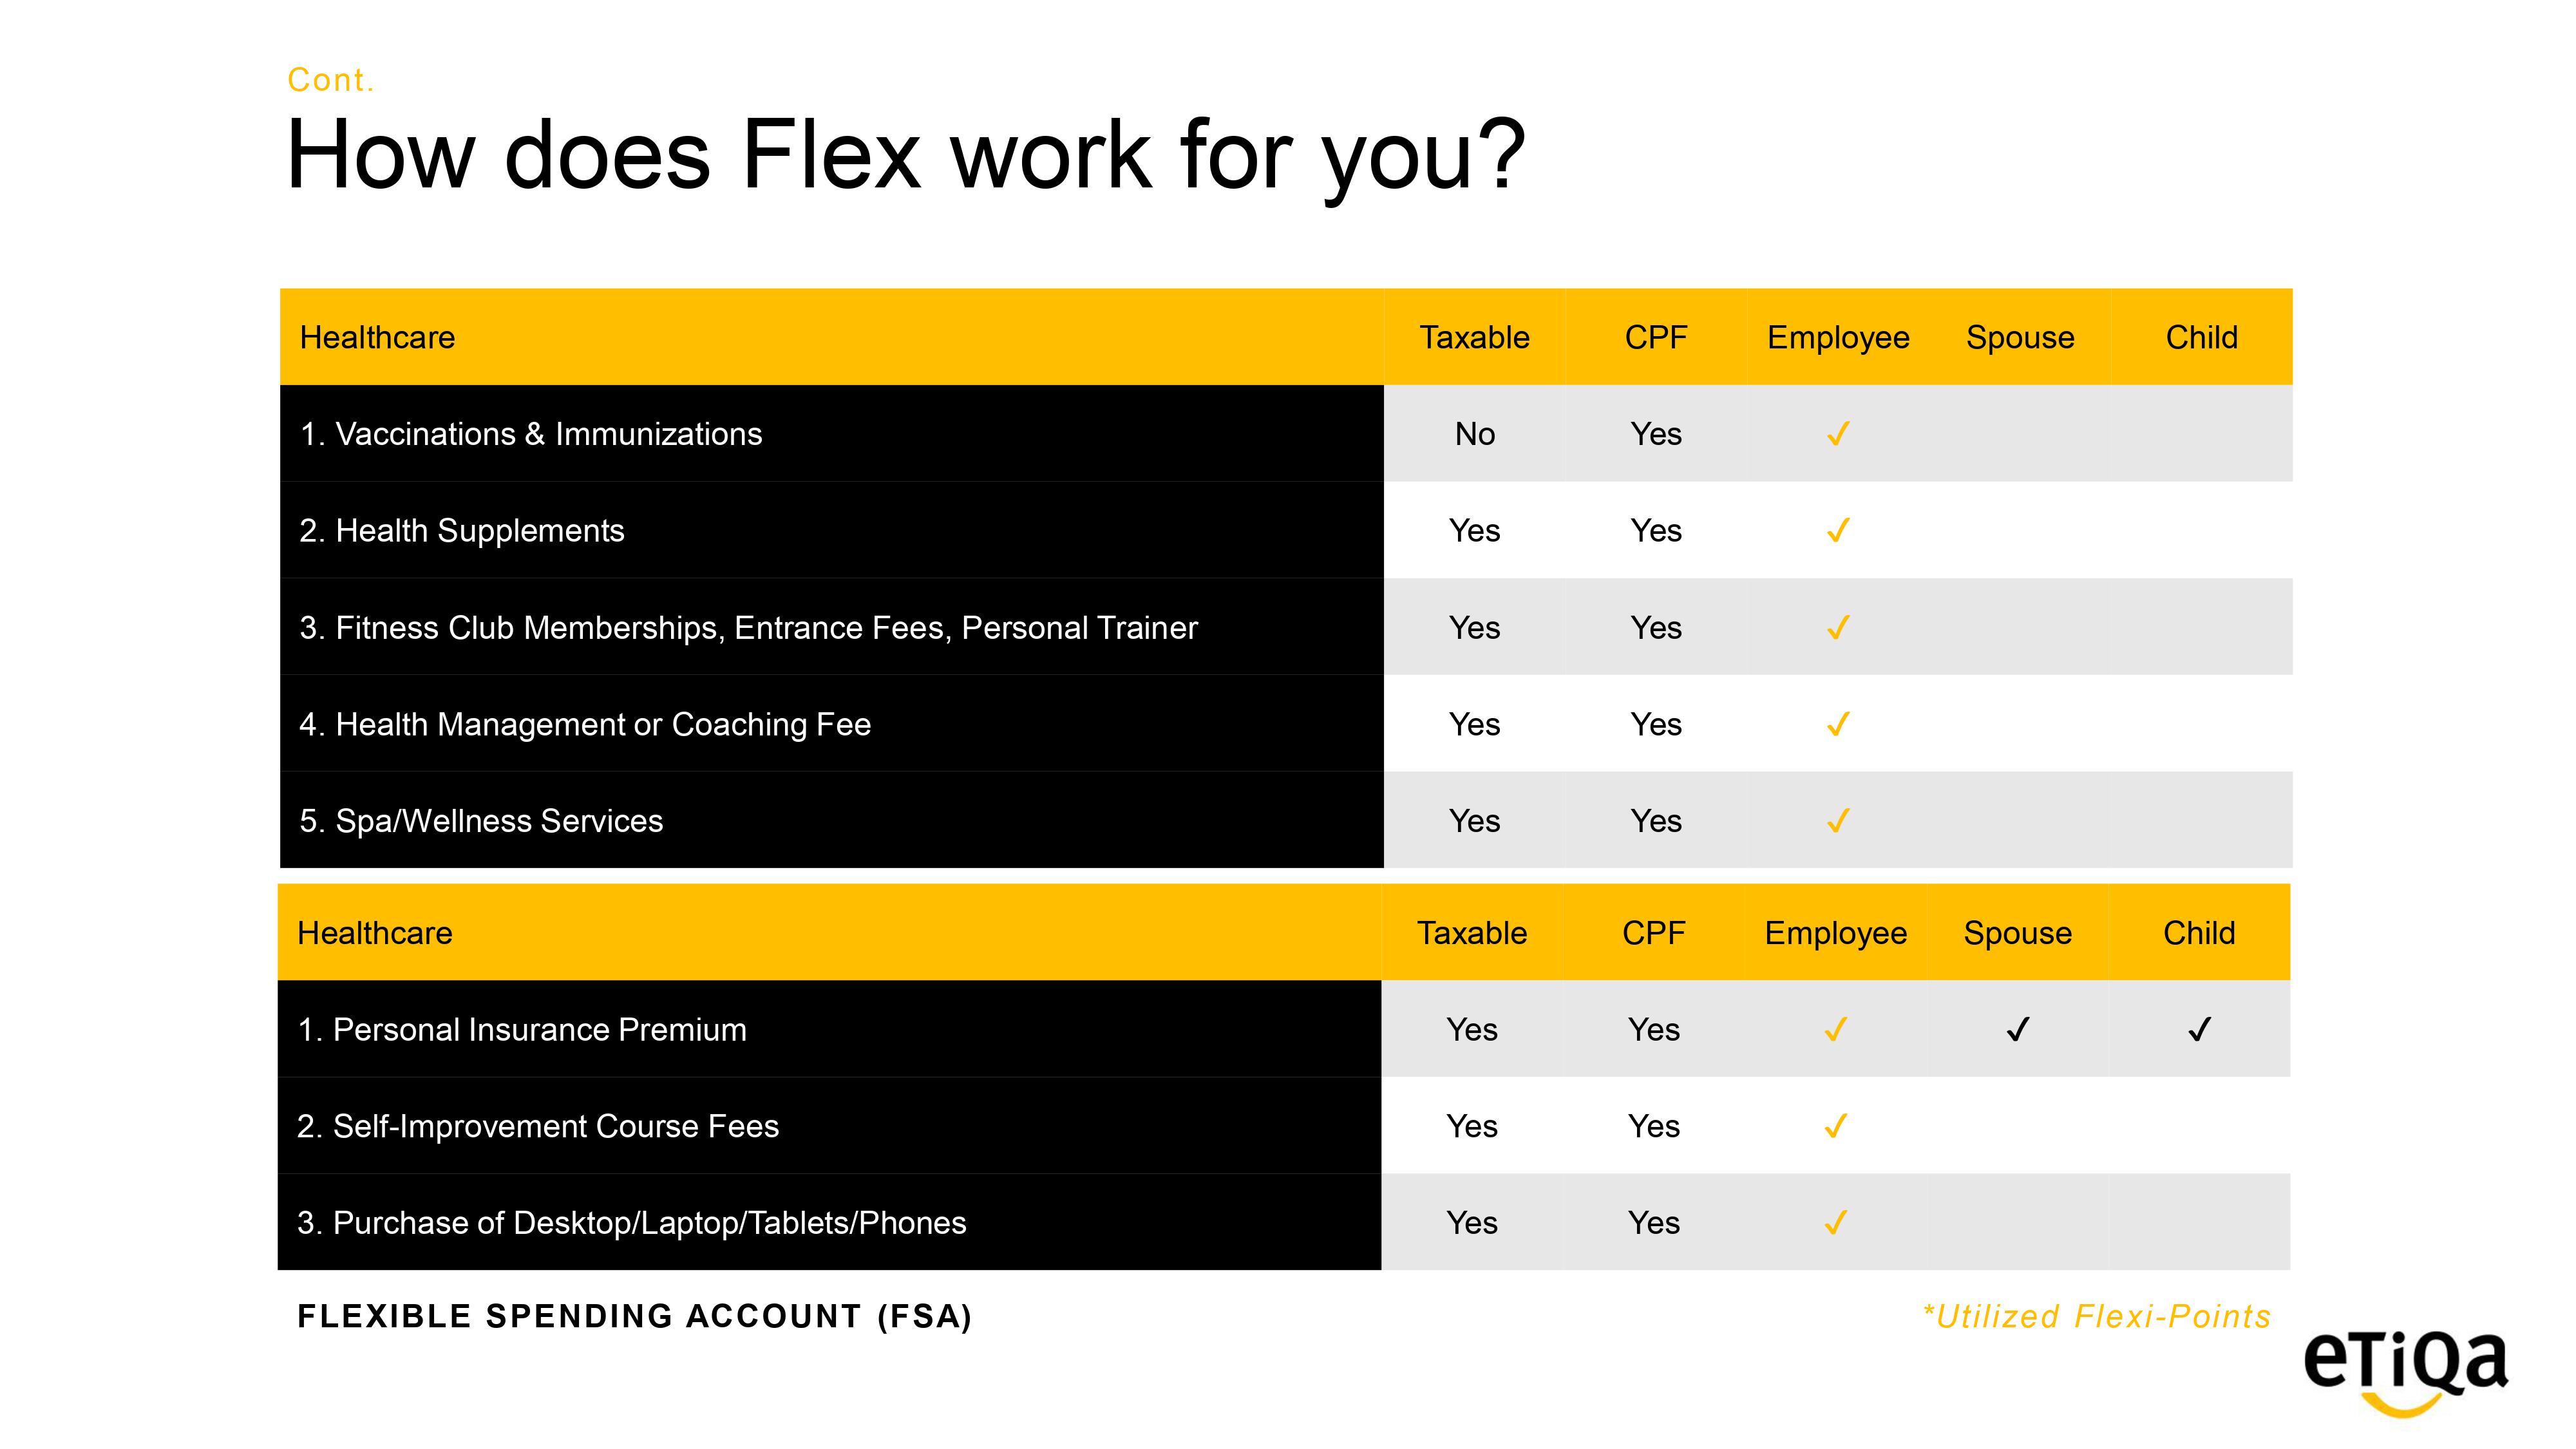 Cont.
How does Flex work for you?
Healthcare Taxable CPF Employee Spouse Child
1. Vaccinations & Immunizations No Yes ✓
2. Health Supplements Yes Yes ✓
3. Fitness Club Memberships, Entrance Fees, Personal Trainer Yes Yes ✓
4. Health Management or Coaching Fee Yes Yes ✓
5. Spa/Wellness Services Yes Yes ✓
Healthcare Taxable CPF Employee Spouse Child
1. Personal Insurance Premium Yes Yes ✓ ✓ ✓
2. Self-Improvement Course Fees Yes Yes ✓
3. Purchase of Desktop/Laptop/Tablets/Phones Yes Yes ✓
FLEXIBLE SPENDING ACCOUNT (FSA) *Utilized Flexi-Points
eTiQa